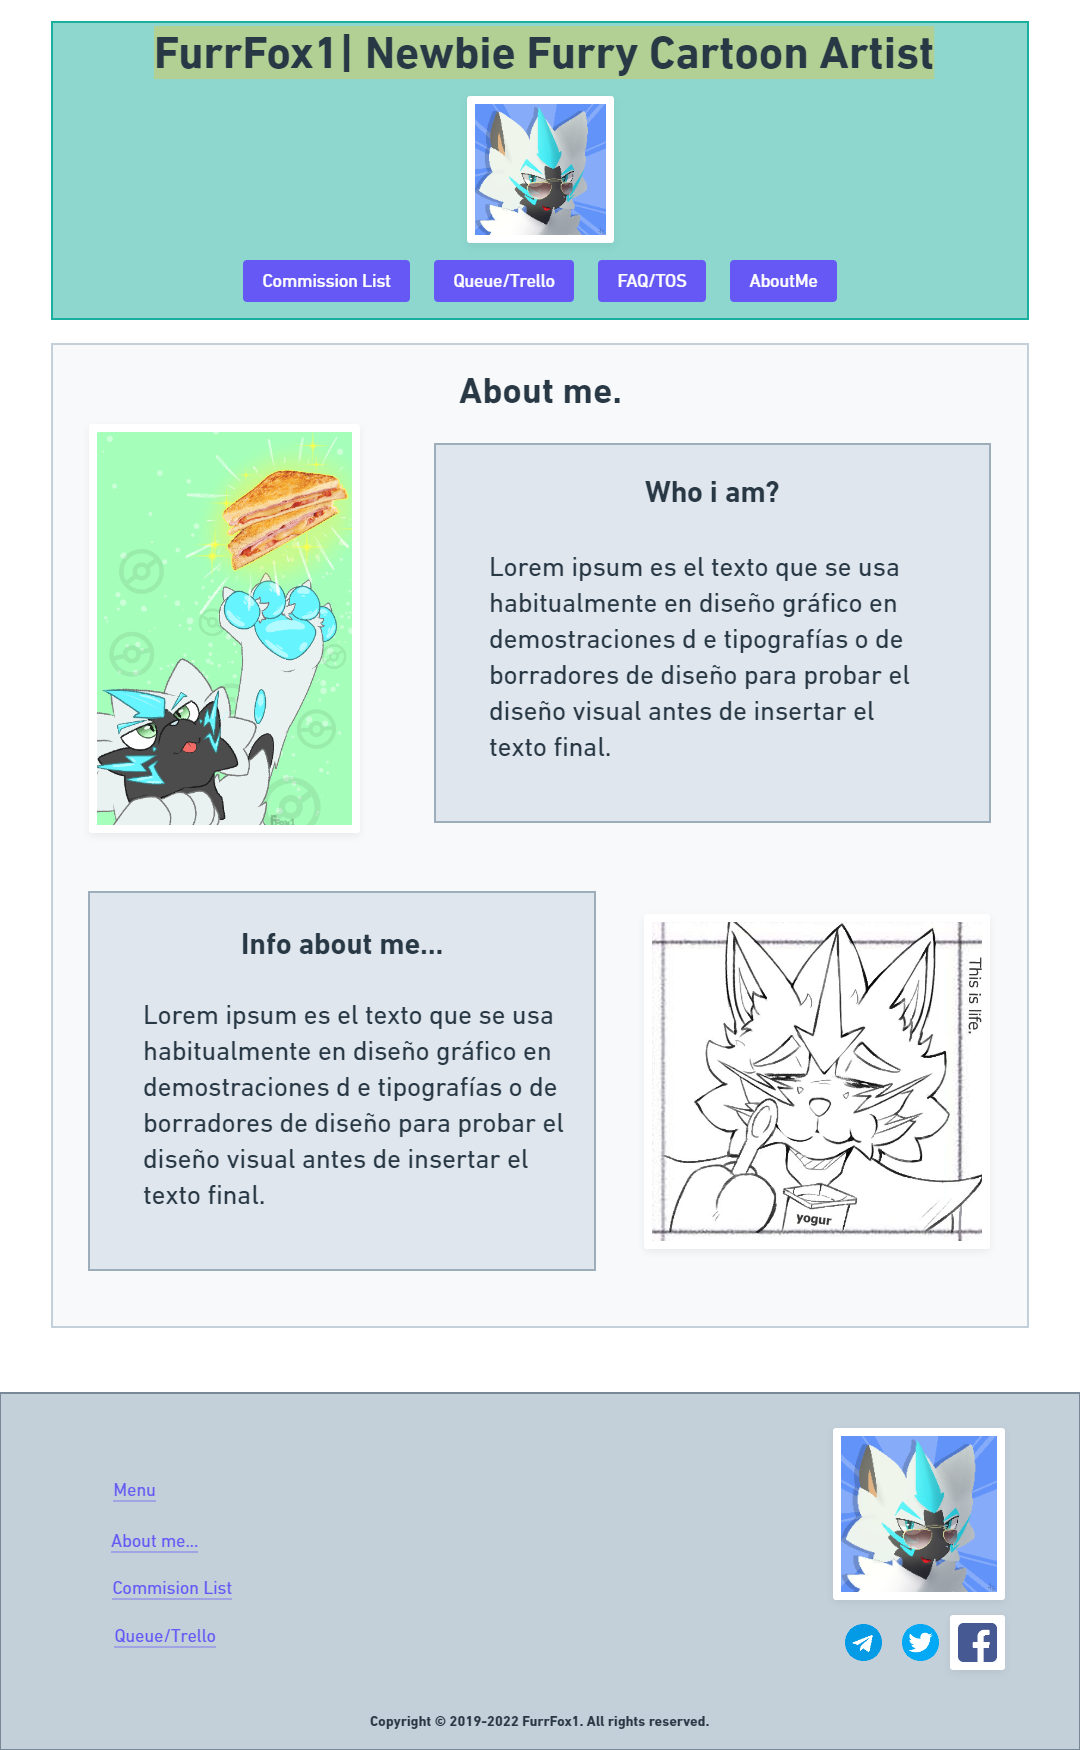 FurrFox1| Newbie Furry Cartoon Artist
Commission List
Queue/Trello
FAQ/TOS
AboutMe
About me.
Who i am?
Lorem ipsum es el texto que se usa
habitualmente en diseño gráfico en
demostraciones d e tipografías o de
borradores de diseño para probar el
diseño visual antes de insertar el
texto final.
FFox1
Info about me...
Lorem ipsum es el texto que se usa
habitualmente en diseño gráfico en
demostraciones d e tipografías o de
borradores de diseño para probar el
diseño visual antes de insertar el
texto final.
This is life.
yogur
Menu
About me...
Commision List
Queue/Trello
Copyright © 2019-2022 FurrFox1. All rights reserved.